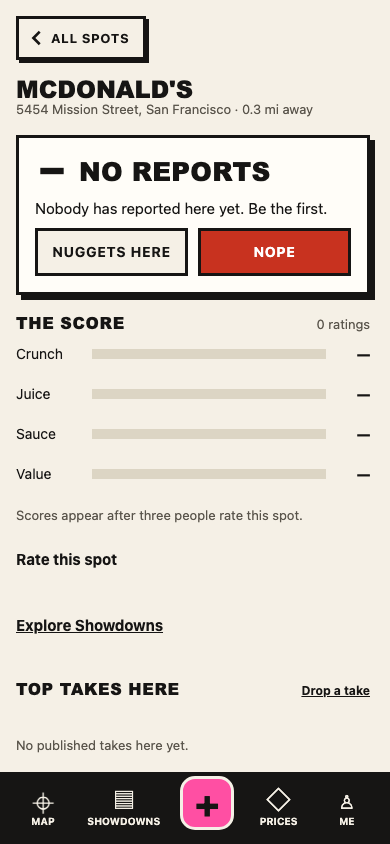 ALL SPOTS
MCDONALD'S
5454 Mission Street, San Francisco · 0.3 mi away
— NO REPORTS
Nobody has reported here yet. Be the first.
NUGGETS HERE
NOPE
THE SCORE
0 ratings
Crunch —
Juice —
Sauce —
Value —
Scores appear after three people rate this spot.
Rate this spot
Explore Showdowns
TOP TAKES HERE
Drop a take
No published takes here yet.
MAP
SHOWDOWNS
+
PRICES
ME